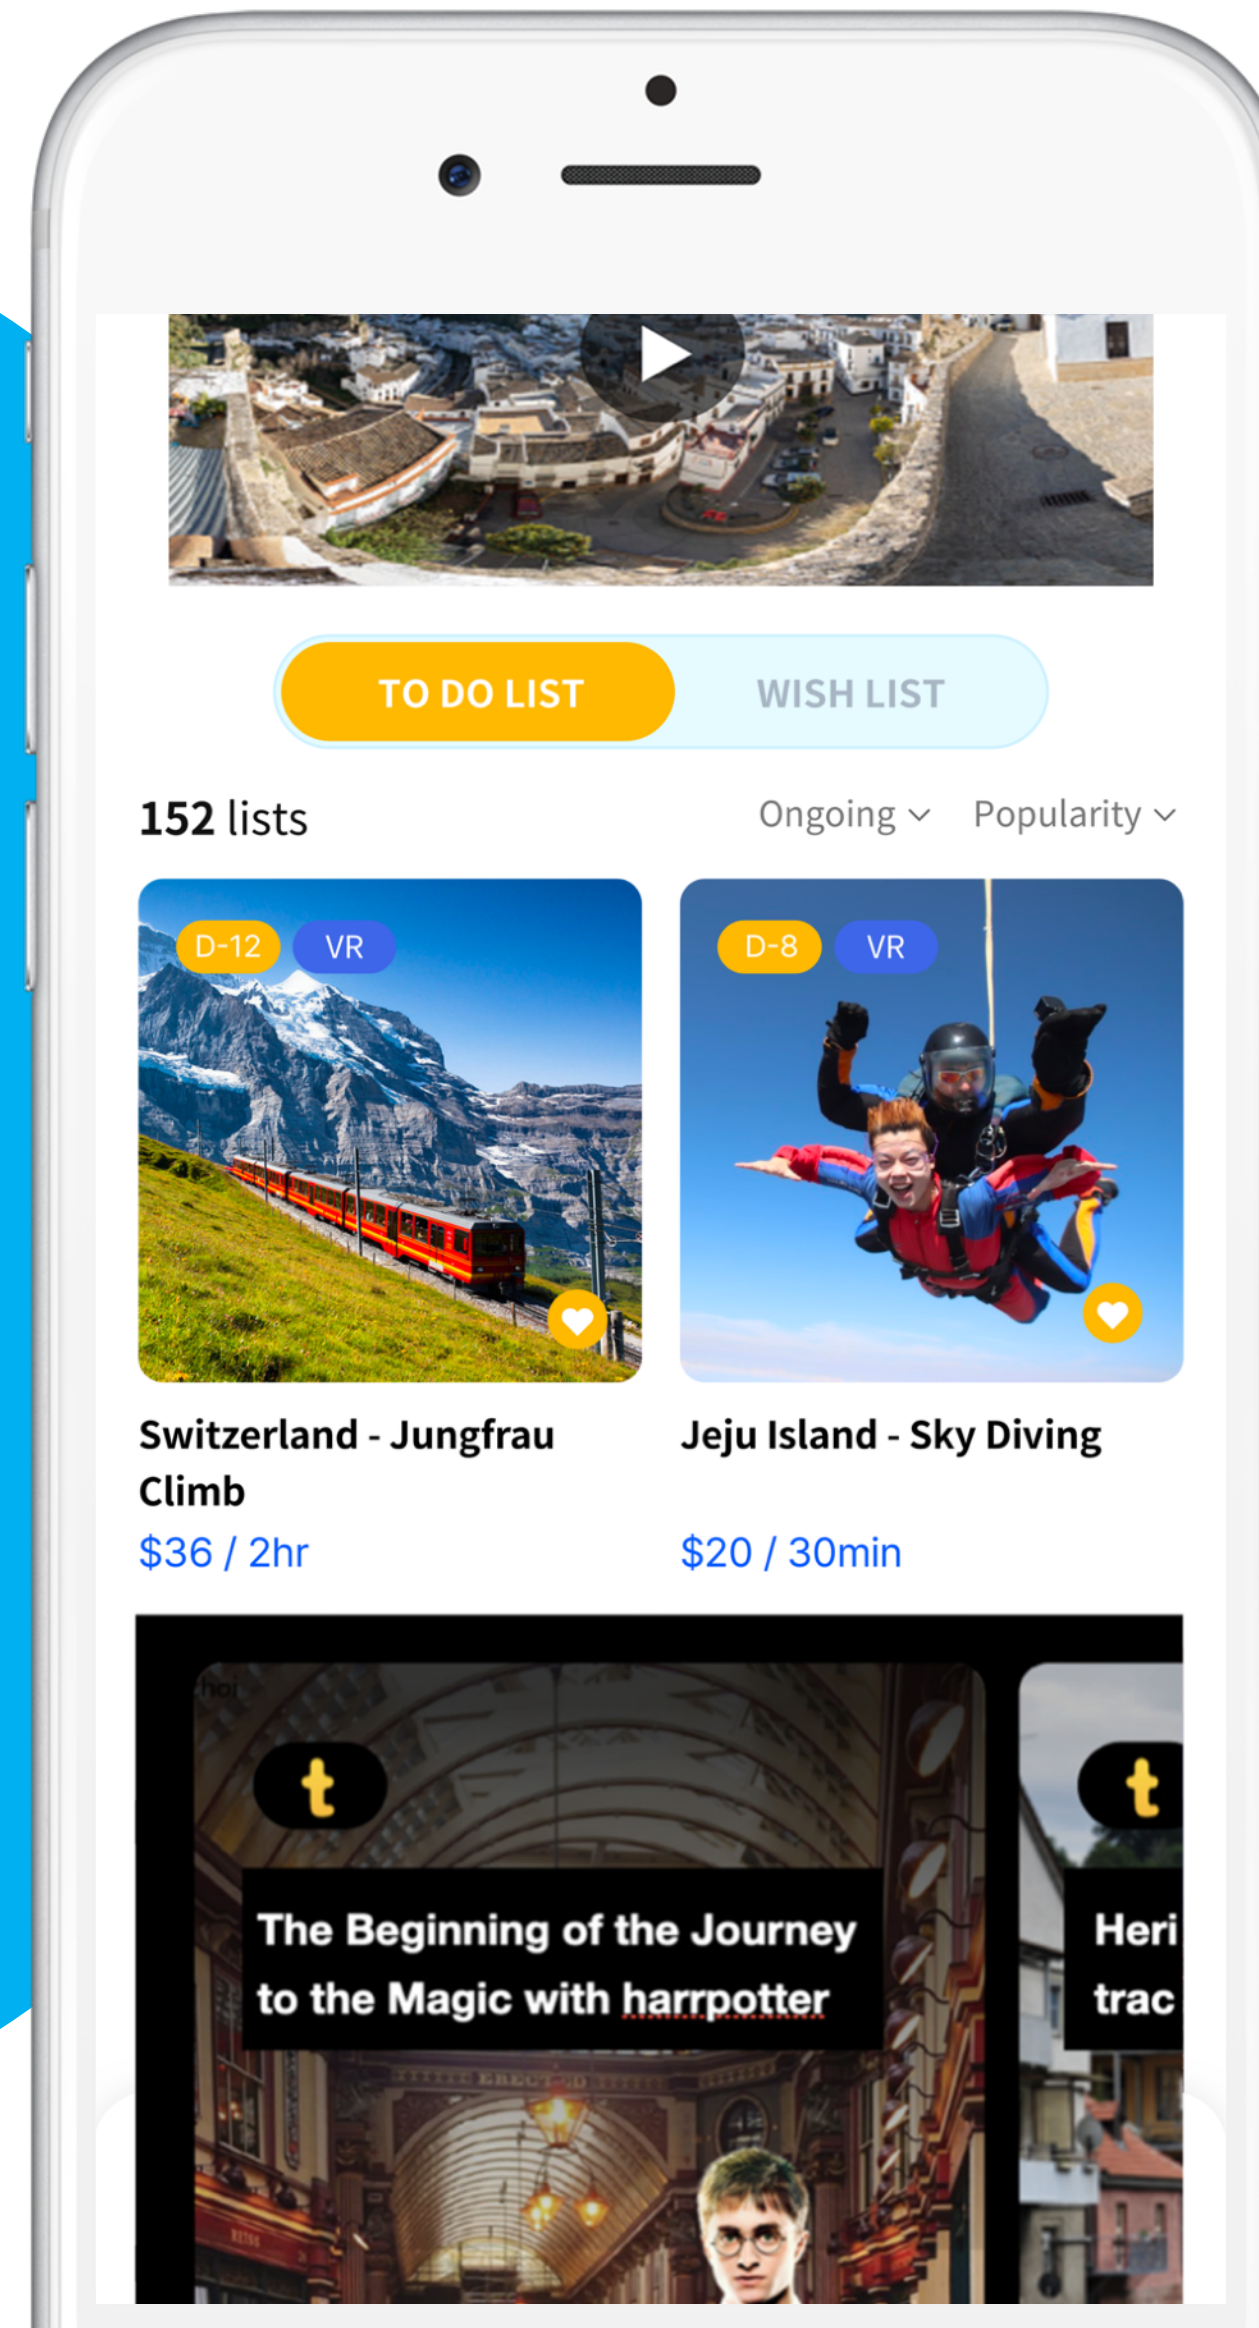 TO DO LIST
WISH LIST
152 lists
Ongoing
Popularity
D-12
VR
D-8
VR
Switzerland - Jungfrau
Climb
$36 / 2hr
Jeju Island - Sky Diving
$20 / 30min
hoi
t
The Beginning of the Journey
to the Magic with harrpotter
t
Heri
trac